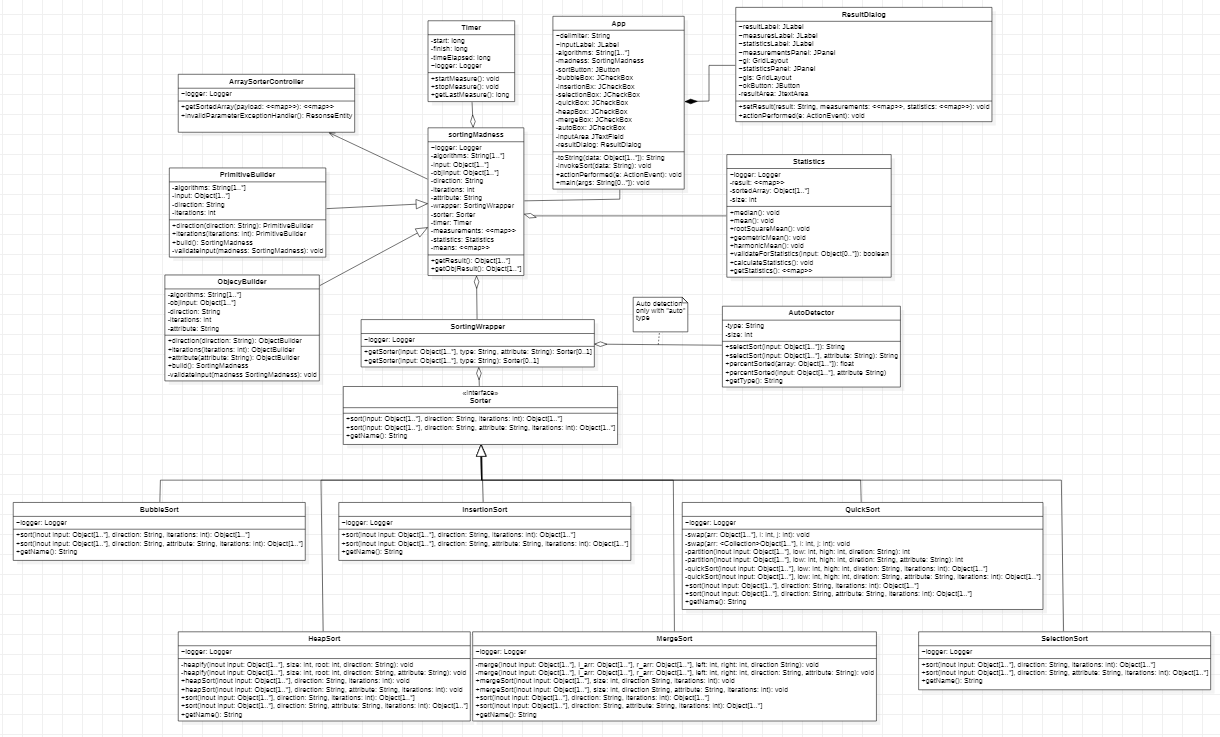 Timer
-start: long
-finish: long
-timeElapsed: long
-logger: Logger
+startMeasure(): void
+stopMeasure(): void
+getLastMeasure(): long
App
-delimiter: String
-inputLabel: JLabel
-algorithms: String[1..*]
-madness: SortingMadness
-sortButton: JButton
-bubbleBox: JCheckBox
-insertionBx: JCheckBox
-selectionBox: JCheckBox
-quickBox: JCheckBox
-heapBox: JCheckBox
-mergeBox: JCheckBox
-autoBox: JCheckBox
-inputArea JTextField
-resultDialog: ResultDialog
-toString(data: Object[1..*]): String
-invokeSort(data: String): void
+actionPerformed(e: ActionEvent): void
+main(args: String[0..*]): void
ResultDialog
-resultLabel: JLabel
-measuresLabel: JLabel
-statisticsLabel: JLabel
-measurementsPanel: JPanel
-gl: GridLayout
-statisticsPanel: JPanel
-gls: GridLayout
-okButton: JButton
-resultArea: JtextArea
+setResult(result: String, measurements: <<map>>, statistics: <<map>>): void
+actionPerformed(e: ActionEvent): void
ArraySorterController
-logger: Logger
+getSortedArray(payload: <<map>>): <<map>>
+invalidParameterExceptionHandler(): ResonseEntity
sortingMadness
-logger: Logger
-algorithms: String[1..*]
-input: Object[1..*]
-objInput: Object[1..*]
-direction: String
-iterations: int
-attribute: String
-wrapper: SortingWrapper
-sorter: Sorter
-timer: Timer
-measurements: <<map>>
-statistics: Statistics
-means: <<map>>
+getResult(): Object[1..*]
+getObjResult(): Object[1..*]
PrimitiveBuilder
-algorithms: String[1..*]
-input: Object[1..*]
-direction: String
-iterations: int
+direction(direction: String): PrimitiveBuilder
+iterations(iterations: int): PrimitiveBuilder
+build(): SortingMadness
-validateInput(madness: SortingMadness): void
Statistics
-logger: Logger
-result: <<map>>
-sortedArray: Object[1..*]
-size: int
+median(): void
+mean(): void
+rootSquareMean(): void
+geometricMean(): void
+harmonicMean(): void
+validateForStatistics(input: Object[0..*]): boolean
+calculateStatistics(): void
+getStatistics(): <<map>>
ObjecyBuilder
-algorithms: String[1..*]
-objInput: Object[1..*]
-direction: String
-iterations: int
-attribute: String
+direction(direction: String): ObjectBuilder
+iterations(iterations: int): ObjectBuilder
+attribute(attribute: String): ObjectBuilder
+build(): SortingMadness
-validateInput(madness SortingMadness): void
SortingWrapper
-logger: Logger
+getSorter(input: Object[1..*], type: String, attribute: String): Sorter[0..1]
+getSorter(input: Object[1..*], type: String): Sorter[0..1]
Auto detection
only with "auto"
type
AutoDetector
-type: String
-size: int
+selectSort(input: Object[1..*]): String
+selectSort(input: Object[1..*], attribute: String): String
+percentSorted(array: Object[1..*]): float
+percentSorted(input: Object[1..*], attribute String)
+getType(): String
«interface»
Sorter
+sort(input: Object[1..*], direction: String, iterations: int): Object[1..*]
+sort(input: Object[1..*], direction: String, attribute: String, iterations: int): Object[1..*]
+getName(): String
BubbleSort
-logger: Logger
+sort(inout input: Object[1..*], direction: String, iterations: int): Object[1..*]
+sort(inout input: Object[1..*], direction: String, attribute: String, iterations: int): Object[1..*]
+getName(): String
InsertionSort
-logger: Logger
+sort(inout input: Object[1..*], direction: String, iterations: int): Object[1..*]
+sort(inout input: Object[1..*], direction: String, attribute: String, iterations: int): Object[1..*]
+getName(): String
QuickSort
-logger: Logger
-swap(arr: Object[1..*], i: int, j: int): void
-swap(arr: <Collection>Object[1..*], i: int, j: int): void
-partition(inout input: Object[1..*], low: int, high: int, diretion: String): int
-partition(inout input: Object[1..*], low: int, high: int, diretion: String, attribute: String): int
-quickSort(inout input: Object[1..*], low: int, high: int, diretion: String, iterations: int): Object[1..*]
-quickSort(inout input: Object[1..*], low: int, high: int, diretion: String, attribute: String, iterations: int): Object[1..*]
+sort(inout input: Object[1..*], direction: String, iterations: int): Object[1..*]
+sort(inout input: Object[1..*], direction: String, attribute: String, iterations: int): Object[1..*]
+getName(): String
HeapSort
-logger: Logger
-heapify(inout input: Object[1..*], size: int, root: int, direction: String): void
-heapify(inout input: Object[1..*], size: int, root: int, direction: String, attribute: String): void
+heapSort(inout input: Object[1..*], direction: String, iterations: int): void
+heapSort(inout input: Object[1..*], direction: String, attribute: String, iterations: int): void
+sort(inout input: Object[1..*], direction: String, iterations: int): Object[1..*]
+sort(inout input: Object[1..*], direction: String, attribute: String, iterations: int): Object[1..*]
+getName(): String
MergeSort
-logger: Logger
-merge(inout input: Object[1..*], l_arr: Object[1..*], r_arr: Object[1..*], left: int, right: int, direction String): void
-merge(inout input: Object[1..*], l_arr: Object[1..*], r_arr: Object[1..*], left: int, right: int, direction: String, attribute: String): void
+mergeSort(inout input: Object[1..*], size: int, direction: String, iterations: int): void
+mergeSort(inout input: Object[1..*], size: int, direction: String, attribute: String, iterations: int): void
+sort(inout input: Object[1..*], direction: String, iterations: int): Object[1..*]
+sort(inout input: Object[1..*], direction: String, attribute: String, iterations: int): Object[1..*]
+getName(): String
SelectionSort
-logger: Logger
+sort(inout input: Object[1..*], direction: String, iterations: int): Object[1..*]
+sort(inout input: Object[1..*], direction: String, attribute: String, iterations: int): Object[1..*]
+getName(): String